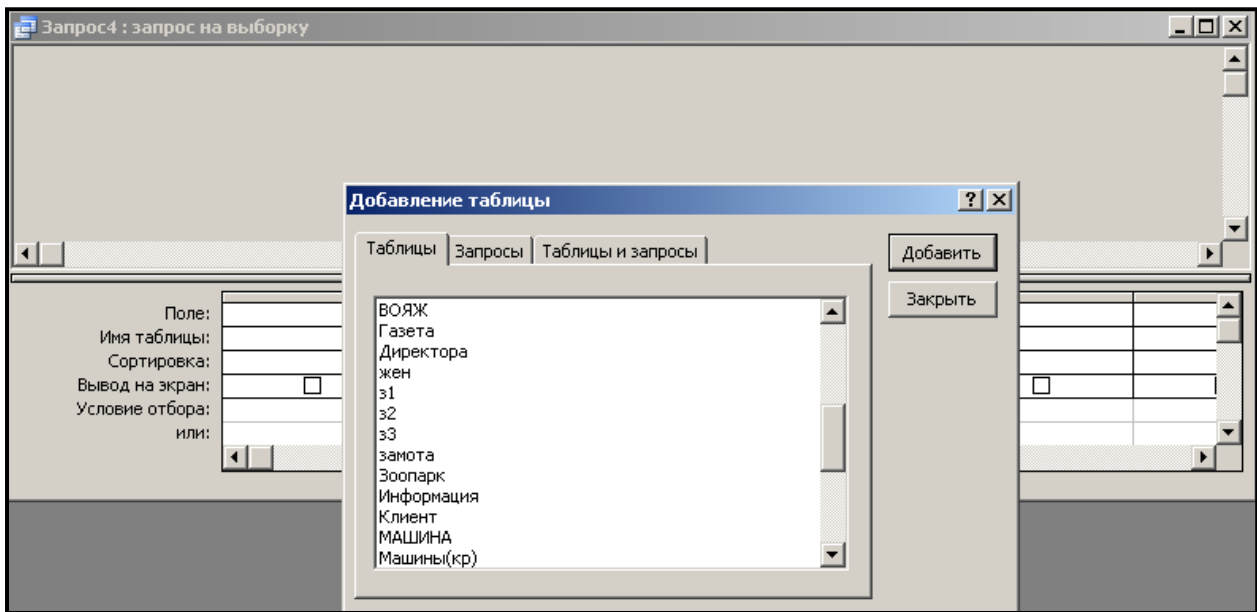 Запрос4 : запрос на выборку
Добавление таблицы
Таблицы Запросы Таблицы и запросы
Добавить
Закрыть
ВОЯЖ
Газета
Директора
жен
з1
з2
з3
замота
Зоопарк
Информация
Клиент
МАШИНА
Машины(кр)
Поле:
Имя таблицы:
Сортировка:
Вывод на экран:
Условие отбора:
или: